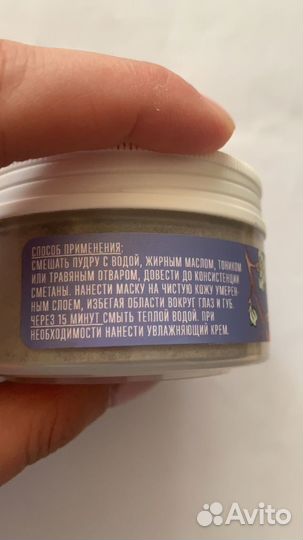 СПОСОБ ПРИМЕНЕНИЯ:
СМЕШАТЬ ПУДРУ С ВОДОЙ, ЖИРНЫМ МАСЛОМ, ТОНИКОМ
ИЛИ ТРАВЯНЫМ ОТВАРОМ, ДОВЕСТИ ДО КОНСИСТЕНЦИИ
СМЕТАНЫ. НАНЕСТИ МАСКУ НА ЧИСТУЮ КОЖУ УМЕРЕН-
НЫМ СЛОЕМ, ИЗБЕГАЯ ОБЛАСТИ ВОКРУГ ГЛАЗ И ГУБ.
ЧЕРЕЗ 15 МИНУТ СМЫТЬ ТЕПЛОЙ ВОДОЙ. ПРИ
НЕОБХОДИМОСТИ НАНЕСТИ УВЛАЖНЯЮЩИЙ КРЕМ.
Avito